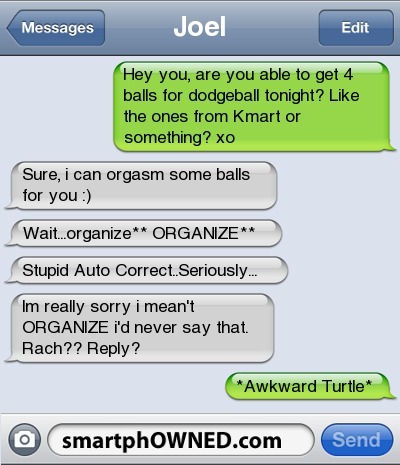 Messages
Joel
Edit
Hey you, are you able to get 4
balls for dodgeball tonight? Like
the ones from Kmart or
something? xo
Sure, i can orgasm some balls
for you :)
Wait...organize** ORGANIZE**
Stupid Auto Correct..Seriously...
Im really sorry i mean't
ORGANIZE i'd never say that.
Rach?? Reply?
*Awkward Turtle*
smartphOWNED.com
Send